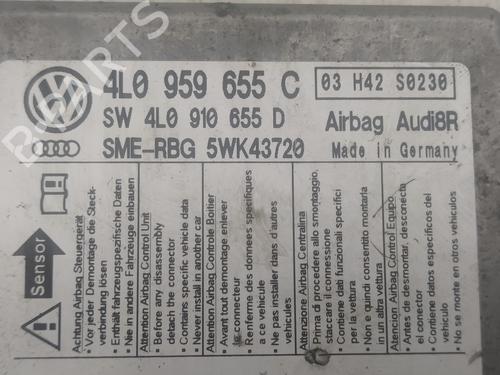 4L0 959 655 C
03 H42 S0230
SW 4L0 910 655 D
Airbag Audi8R
SME-RBG 5WK43720
Made in Germany
Sensor
Achtung Airbag Steuergerät
• Vor jeder Demontage die Steck-
verbindung lösen
• Enthält fahrzeugspezifische Daten
• Nie in andere Fahrzeuge einbauen
Attention Airbag Control Unit
• Before any disassembly
detach the connector
• Contains specific vehicle data
• Never install in another car
Attention Airbag Controle Boitier
• Avant demontage enlever
le connecteur
• Renferme des donnees specifiques
a ce vehicule
• Ne pas installer dans d'autres
vehicules
Attenzione Airbag Centralina
• Prima di procedere allo smontaggio,
staccare il connessione
• Contiene dati funzionali specifici
per la vettura
• Non e quindi consentito montarla
in un altra vettura
Atencion Airbag Control Equipo
• Antes de desmontar, desconecta
el conector
• Contiene datos especificos del
vehiculo
• No se monte en otros vehiculos